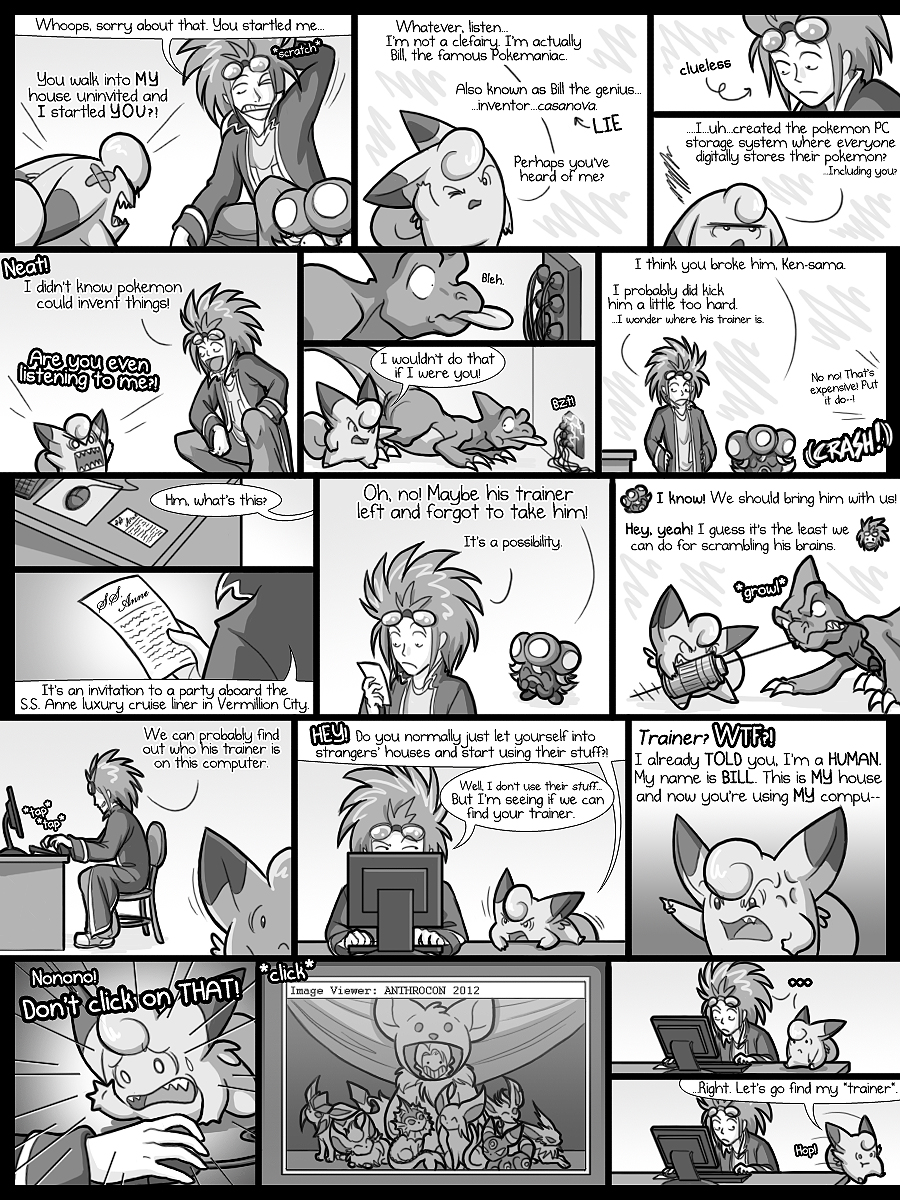 Whoops, sorry about that. You startled me...
*scratch*
You walk into MY
house uninvited and
I startled YOU?!
Whatever, listen...
I'm not a clefairy. I'm actually
Bill, the famous Pokemaniac.
Also known as Bill the genius...
...inventor...casanova.
LIE
Perhaps you've
heard of me?
clueless
....I...uh...created the pokemon PC
storage system where everyone
digitally stores their pokemon?
...Including you?
Neat!
I didn't know pokemon
could invent things!
Are you even
listening to me?!
Bleh.
I wouldn't do that
if I were you!
Bzt!
I think you broke him, Ken-sama.
I probably did kick
him a little too hard.
...I wonder where his trainer is.
No no! That's
expensive! Put
it do--!
((CRASH!))
Hm, what's this?
S.S. Anne
It's an invitation to a party aboard the
S.S. Anne luxury cruise liner in Vermillion City.
Oh, no! Maybe his trainer
left and forgot to take him!
It's a possibility.
I know! We should bring him with us!
Hey, yeah! I guess it's the least we
can do for scrambling his brains.
*growl*
We can probably find
out who his trainer is
on this computer.
*tap*
*tap*
HEY! Do you normally just let yourself into
strangers' houses and start using their stuff?!
Well, I don't use their stuff...
But I'm seeing if we can
find your trainer.
Trainer? WTF?!
I already TOLD you, I'm a HUMAN.
My name is BILL. This is MY house
and now you're using MY compu--
Nonono!
Don't click on THAT!
*click*
Image Viewer: ANTHROCON 2012
...
...Right. Let's go find my "trainer".
Hop!